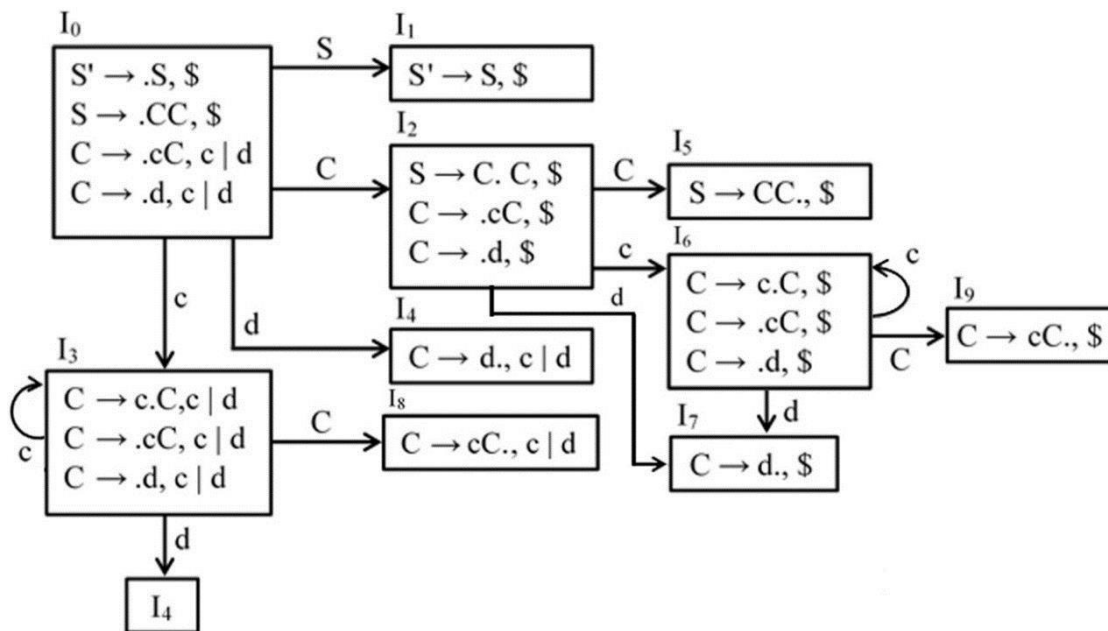 I0
S' → .S, $
S → .CC, $
C → .cC, c | d
C → .d, c | d
S
I1
S' → S, $
C
I2
S → C. C, $
C → .cC, $
C → .d, $
C
I5
S → CC., $
c
I6
C → c.C, $
C → .cC, $
C → .d, $
c
C
I9
C → cC., $
d
d
I7
C → d., $
c
d
I4
C → d., c | d
I3
C → c.C,c | d
C → .cC, c | d
C → .d, c | d
c
C
I8
C → cC., c | d
d
I4